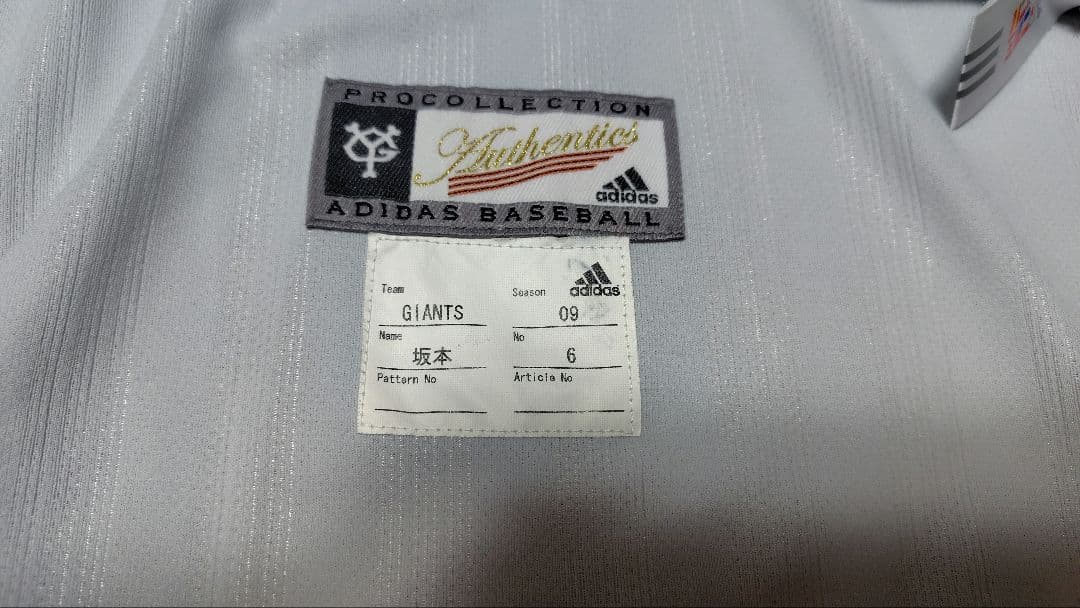 PROCOLLECTION
YG
Authentics
adidas
ADIDAS BASEBALL
adidas
Team
Season
GIANTS
09
Name
No
坂本
6
Pattern No
Article No